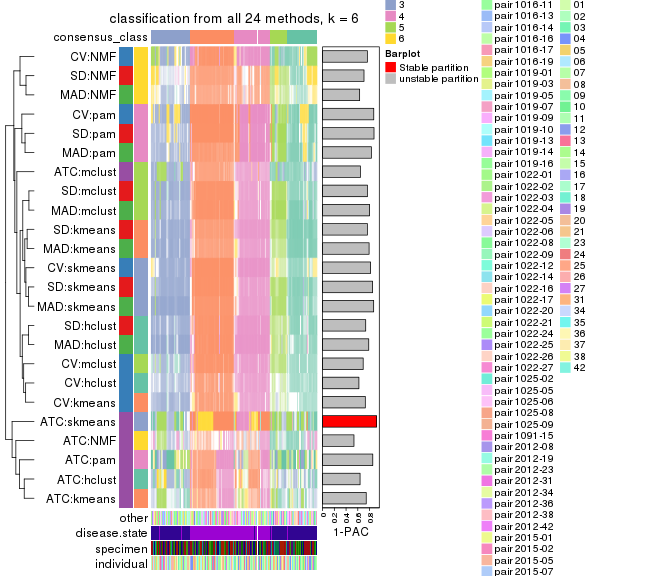 classification from all 24 methods, k = 6
consensus_class
CV:NMF
SD:NMF
MAD:NMF
CV:pam
SD:pam
MAD:pam
ATC:mclust
SD:mclust
MAD:mclust
SD:kmeans
MAD:kmeans
CV:skmeans
SD:skmeans
MAD:skmeans
SD:hclust
MAD:hclust
CV:mclust
CV:hclust
CV:kmeans
ATC:skmeans
ATC:NMF
ATC:pam
ATC:hclust
ATC:kmeans
other
disease.state
specimen
individual
0 0.2 0.4 0.6 0.8
1-PAC
3
4
5
6
Barplot
Stable partition
unstable partition
pair1016-11
pair1016-13
pair1016-14
pair1016-16
pair1016-17
pair1016-19
pair1019-01
pair1019-03
pair1019-05
pair1019-07
pair1019-09
pair1019-10
pair1019-13
pair1019-14
pair1019-16
pair1022-01
pair1022-02
pair1022-03
pair1022-04
pair1022-05
pair1022-06
pair1022-08
pair1022-09
pair1022-12
pair1022-14
pair1022-16
pair1022-17
pair1022-20
pair1022-21
pair1022-24
pair1022-25
pair1022-26
pair1022-27
pair1025-02
pair1025-05
pair1025-06
pair1025-08
pair1025-09
pair1091-15
pair2012-08
pair2012-19
pair2012-23
pair2012-31
pair2012-34
pair2012-36
pair2012-38
pair2012-42
pair2015-01
pair2015-02
pair2015-05
pair2015-07
01
02
03
04
05
06
07
08
09
10
11
12
13
14
15
16
17
18
19
20
21
23
24
25
26
27
31
34
35
36
37
38
42